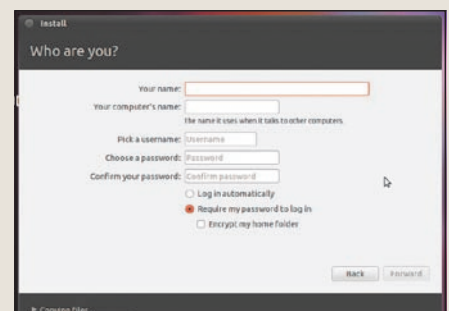 Install
Who are you?
Your name:
Your computer's name:
The name it uses when it talks to other computers.
Pick a username: Username
Choose a password: Password
Confirm your password: Confirm password
Log in automatically
Require my password to log in
Encrypt my home folder
Back Forward
Copying files